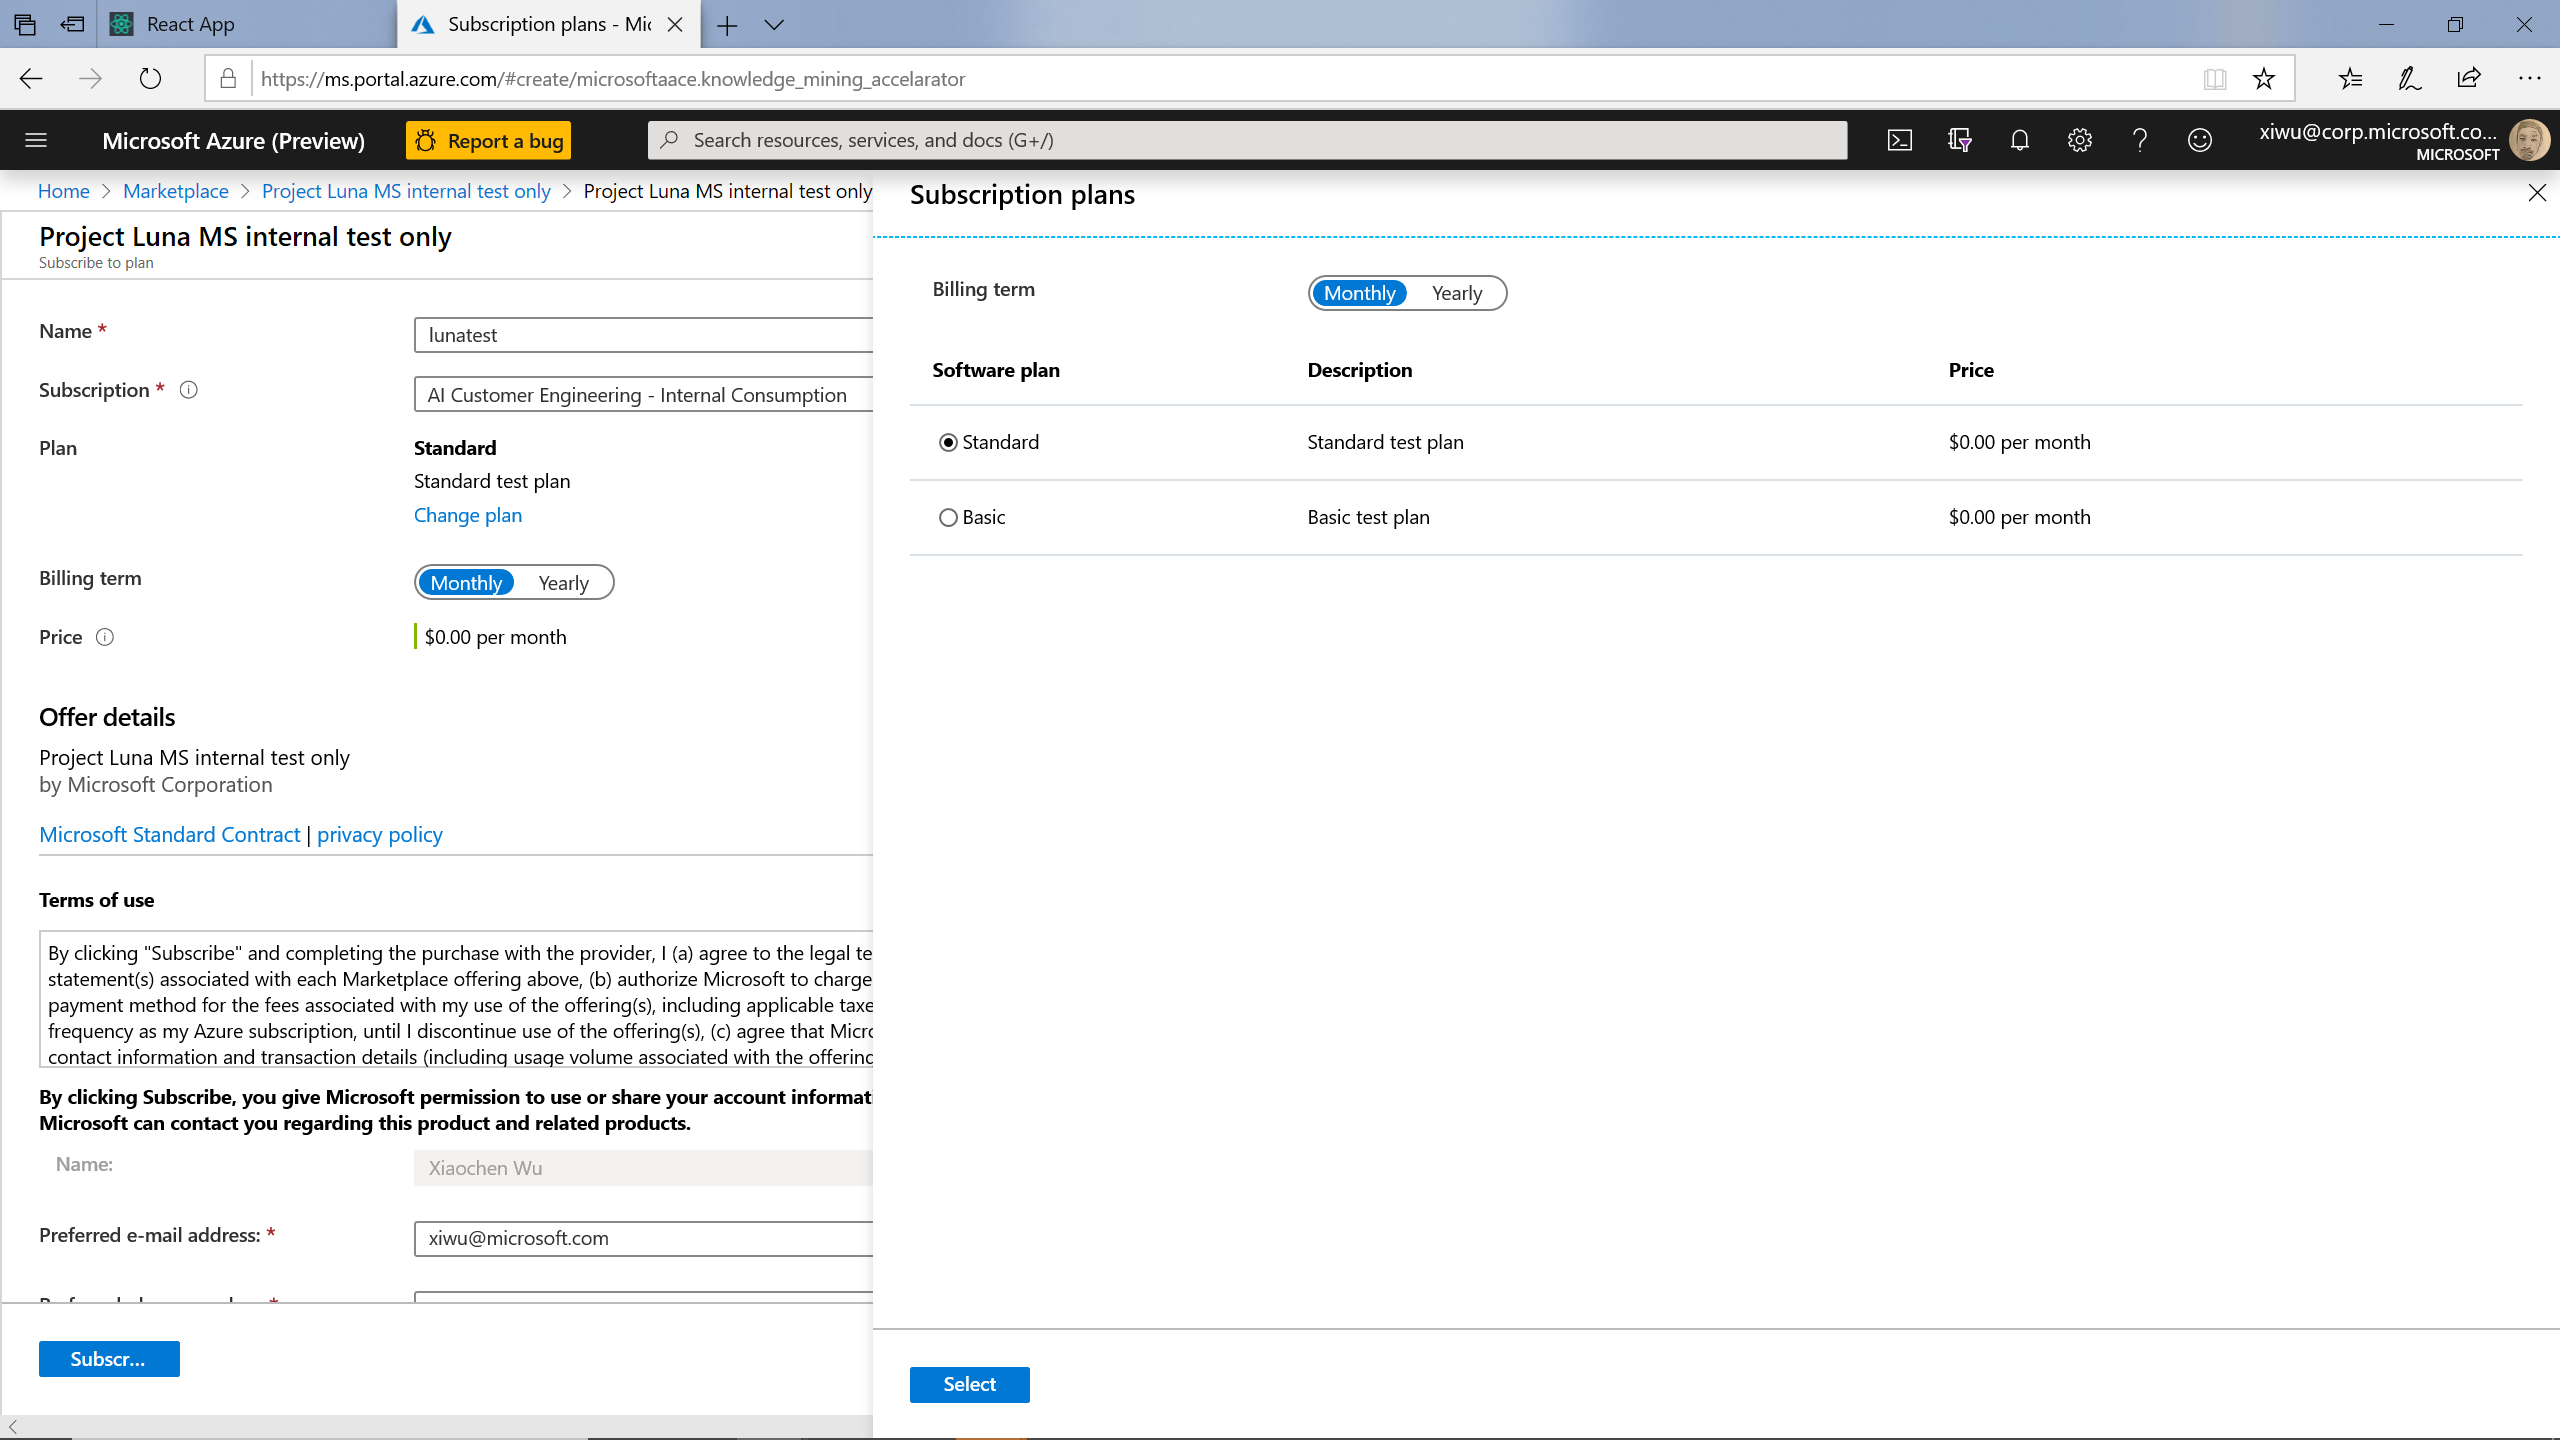 React App
Subscription plans - Mic
https://ms.portal.azure.com/#create/microsoftaace.knowledge_mining_accelarator
Microsoft Azure (Preview)
Report a bug
Search resources, services, and docs (G+/)
xiwu@corp.microsoft.co...
MICROSOFT
Home > Marketplace > Project Luna MS internal test only > Project Luna MS internal test only
Project Luna MS internal test only
Subscribe to plan
Name *
lunatest
Subscription *
AI Customer Engineering - Internal Consumption
Plan
Standard
Standard test plan
Change plan
Billing term
Monthly Yearly
Price
$0.00 per month
Offer details
Project Luna MS internal test only
by Microsoft Corporation
Microsoft Standard Contract | privacy policy
Terms of use
By clicking "Subscribe" and completing the purchase with the provider, I (a) agree to the legal te
statement(s) associated with each Marketplace offering above, (b) authorize Microsoft to charge
payment method for the fees associated with my use of the offering(s), including applicable taxe
frequency as my Azure subscription, until I discontinue use of the offering(s), (c) agree that Micro
contact information and transaction details (including usage volume associated with the offering
By clicking Subscribe, you give Microsoft permission to use or share your account informati
Microsoft can contact you regarding this product and related products.
Name:
Xiaochen Wu
Preferred e-mail address: *
xiwu@microsoft.com
Subscr...
Subscription plans
Billing term
Monthly Yearly
Software plan Description Price
Standard Standard test plan $0.00 per month
Basic Basic test plan $0.00 per month
Select